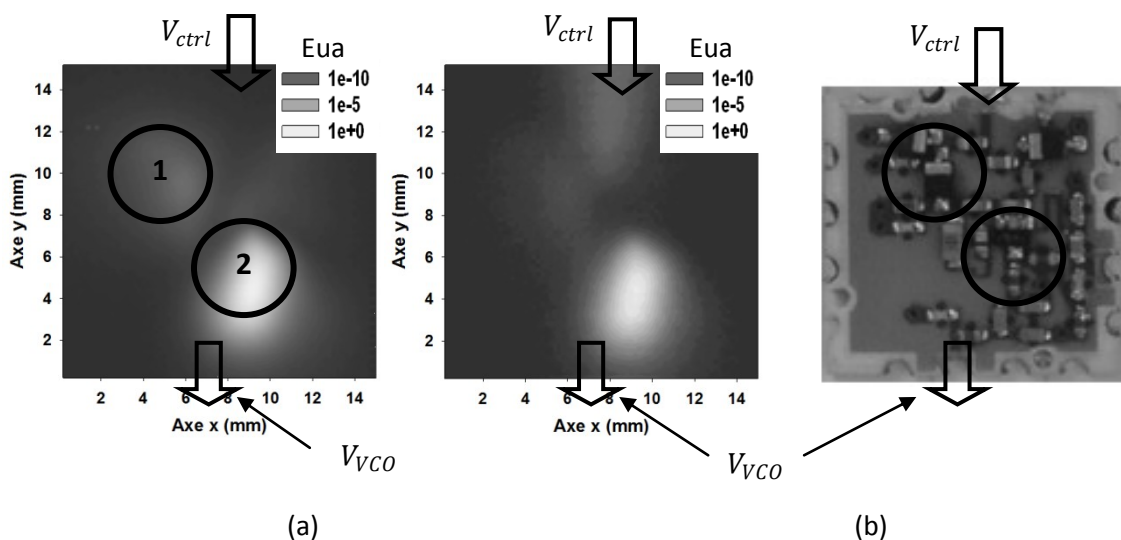 V_ctrl
Eua
1e-10
1e-5
1e+0
14
12
10
8
6
4
2
Axe y (mm)
1
2
2 4 6 8 10 12 14
Axe x (mm)
V_ctrl
Eua
1e-10
1e-5
1e+0
14
12
10
8
6
4
2
Axe y (mm)
2 4 6 8 10 12 14
Axe x (mm)
V_ctrl
V_VCO
V_VCO
(a)
(b)